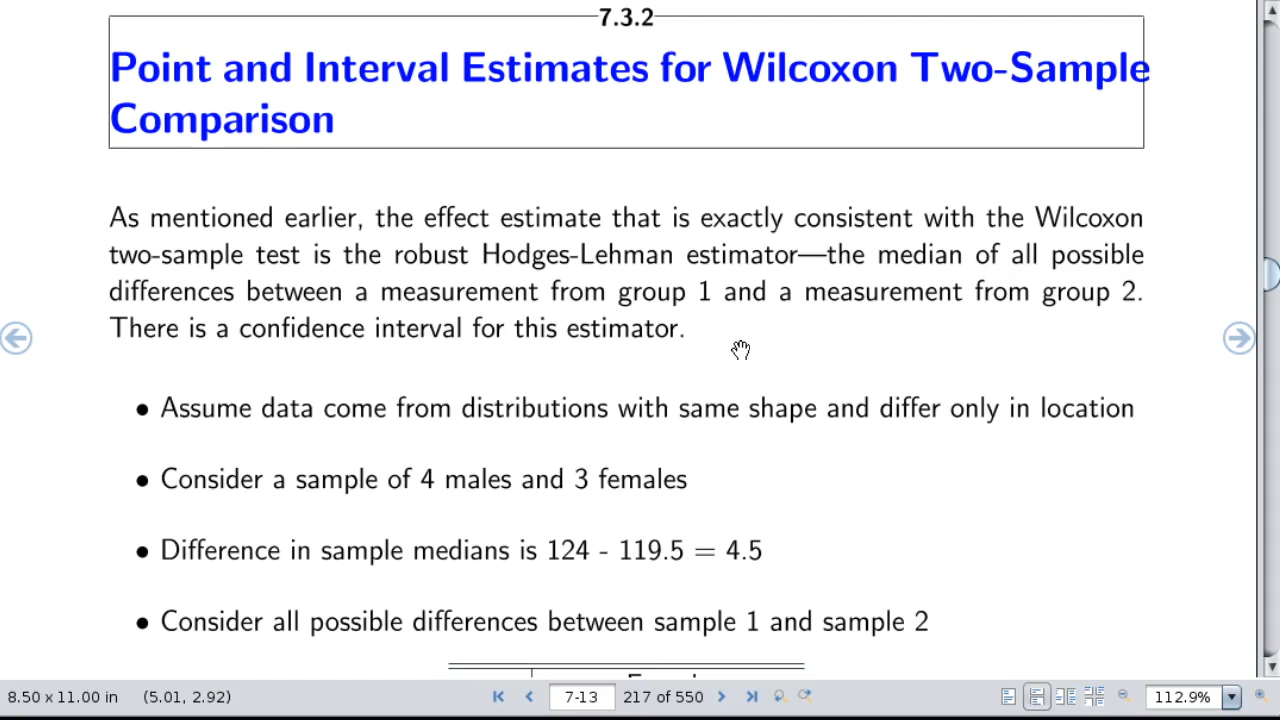 7.3.2
Point and Interval Estimates for Wilcoxon Two-Sample
Comparison
As mentioned earlier, the effect estimate that is exactly consistent with the Wilcoxon
two-sample test is the robust Hodges-Lehman estimator—the median of all possible
differences between a measurement from group 1 and a measurement from group 2.
There is a confidence interval for this estimator.
• Assume data come from distributions with same shape and differ only in location
• Consider a sample of 4 males and 3 females
• Difference in sample medians is 124 - 119.5 = 4.5
• Consider all possible differences between sample 1 and sample 2
8.50 x 11.00 in (5.01, 2.92) 7-13 217 of 550 112.9%